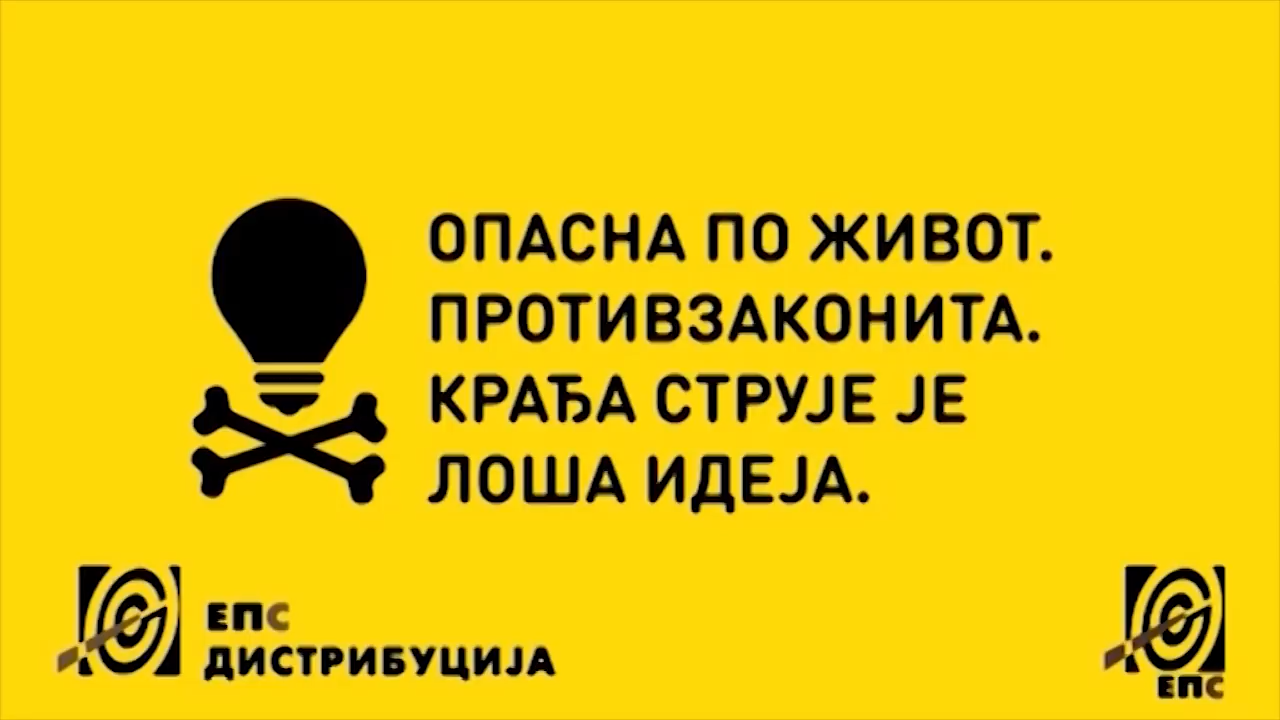 ОПАСНА ПО ЖИВОТ.
ПРОТИВЗАКОНИТА.
КРАЂА СТРУЈЕ ЈЕ
ЛОША ИДЕЈА.
ЕПС
ДИСТРИБУЦИЈА
ЕПС